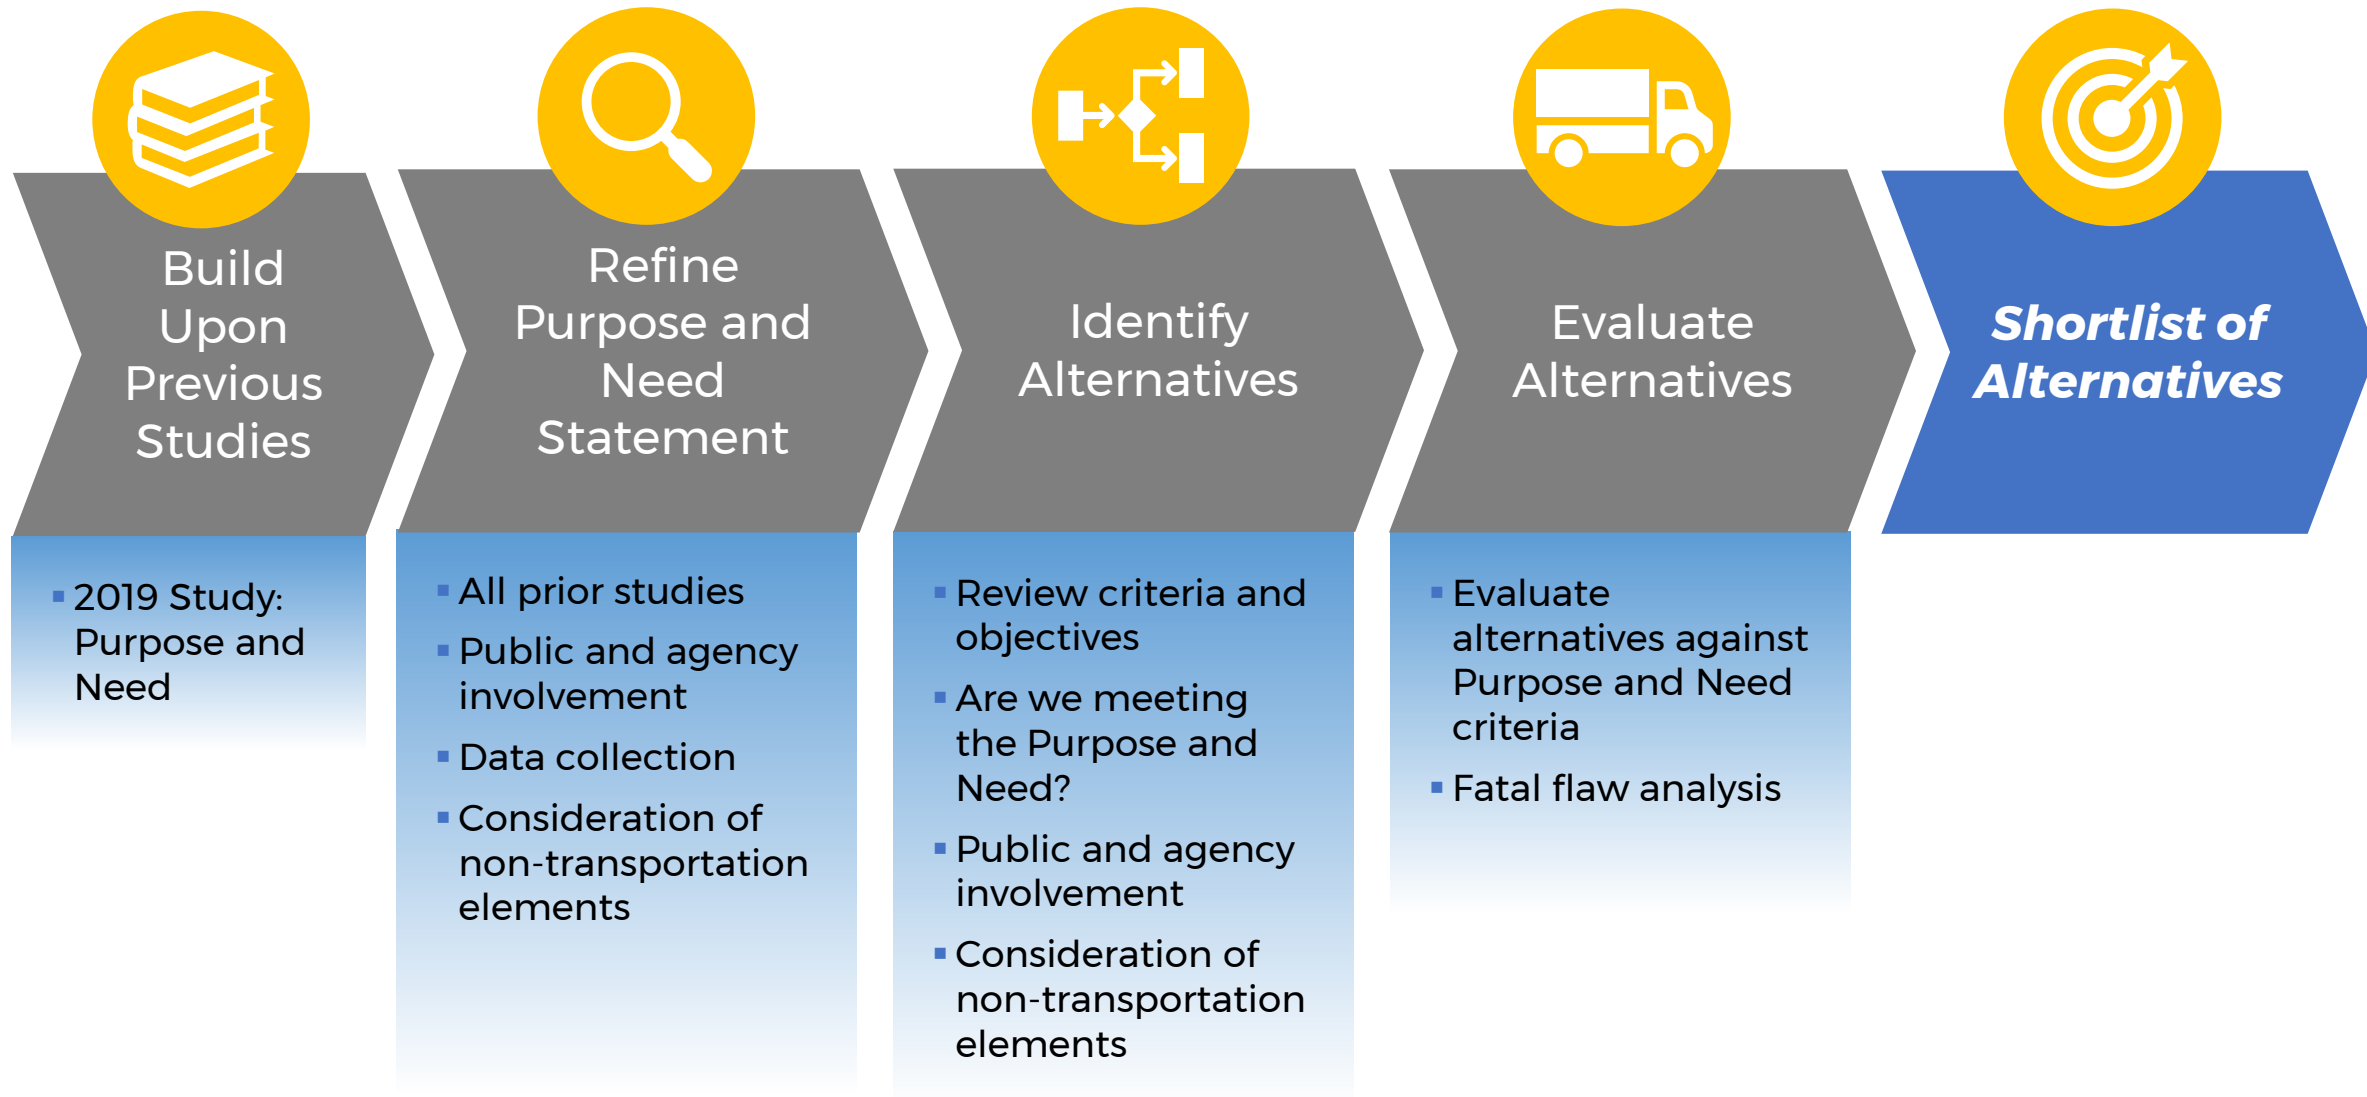 Build
Upon
Previous
Studies
▪ 2019 Study:
Purpose and
Need
Refine
Purpose and
Need
Statement
▪ All prior studies
▪ Public and agency
involvement
▪ Data collection
▪ Consideration of
non-transportation
elements
Identify
Alternatives
▪ Review criteria and
objectives
▪ Are we meeting
the Purpose and
Need?
▪ Public and agency
involvement
▪ Consideration of
non-transportation
elements
Evaluate
Alternatives
▪ Evaluate
alternatives against
Purpose and Need
criteria
▪ Fatal flaw analysis
Shortlist of
Alternatives